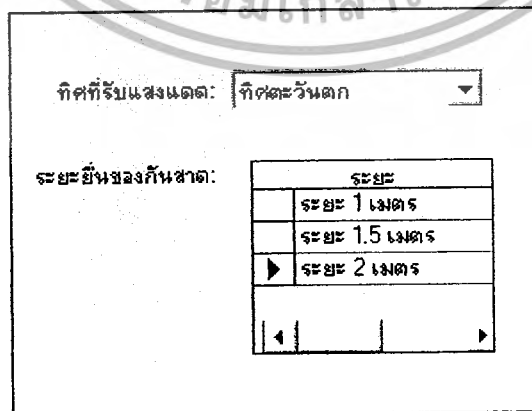 ทิศที่รับแสงแดด: ทิศตะวันตก
ระยะยื่นของกันสาด:
ระยะ
ระยะ 1 เมตร
ระยะ 1.5 เมตร
ระยะ 2 เมตร